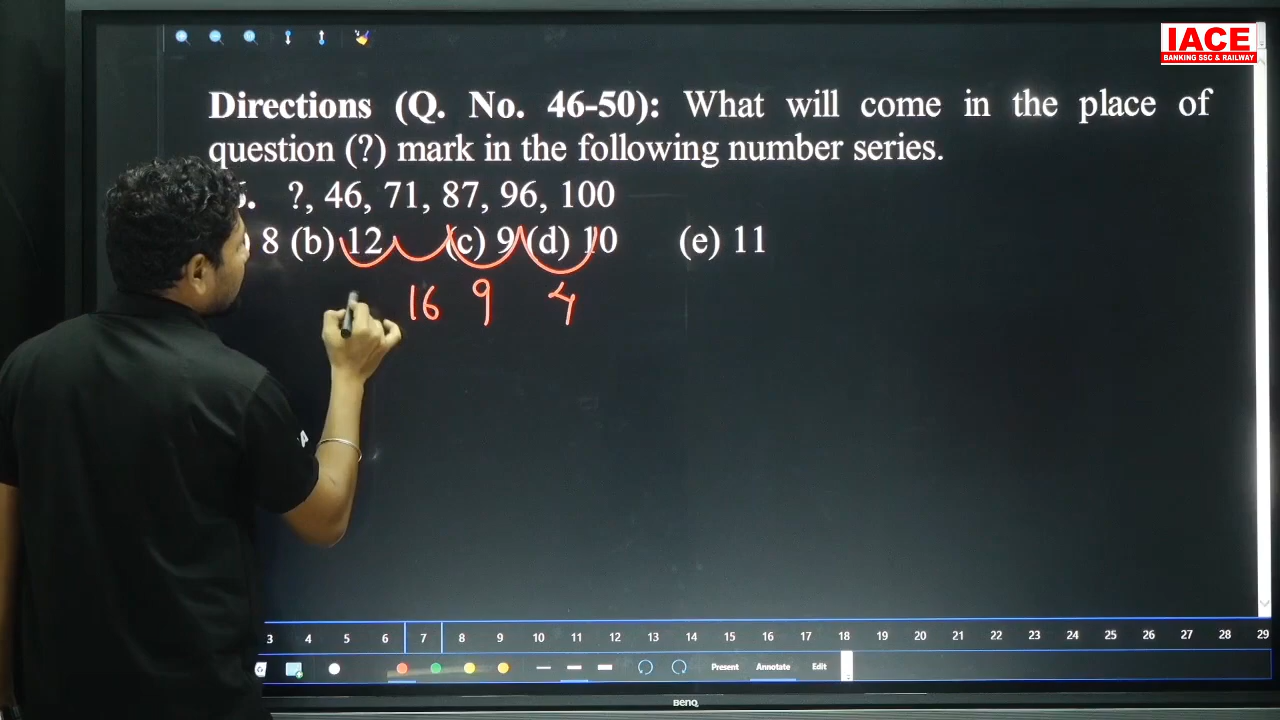 IACE
BANKING SSC & RAILWAY
Directions (Q. No. 46-50): What will come in the place of
question (?) mark in the following number series.
?, 46, 71, 87, 96, 100
8 (b) 12 (c) 9 (d) 10 (e) 11
16 9 4
A
3 4 5 6 7 8 9 10 11 12 13 14 15 16 17 18 19 20 21 22 23 24 25 26 27 28 29
Present Annotate Edit
BenQ